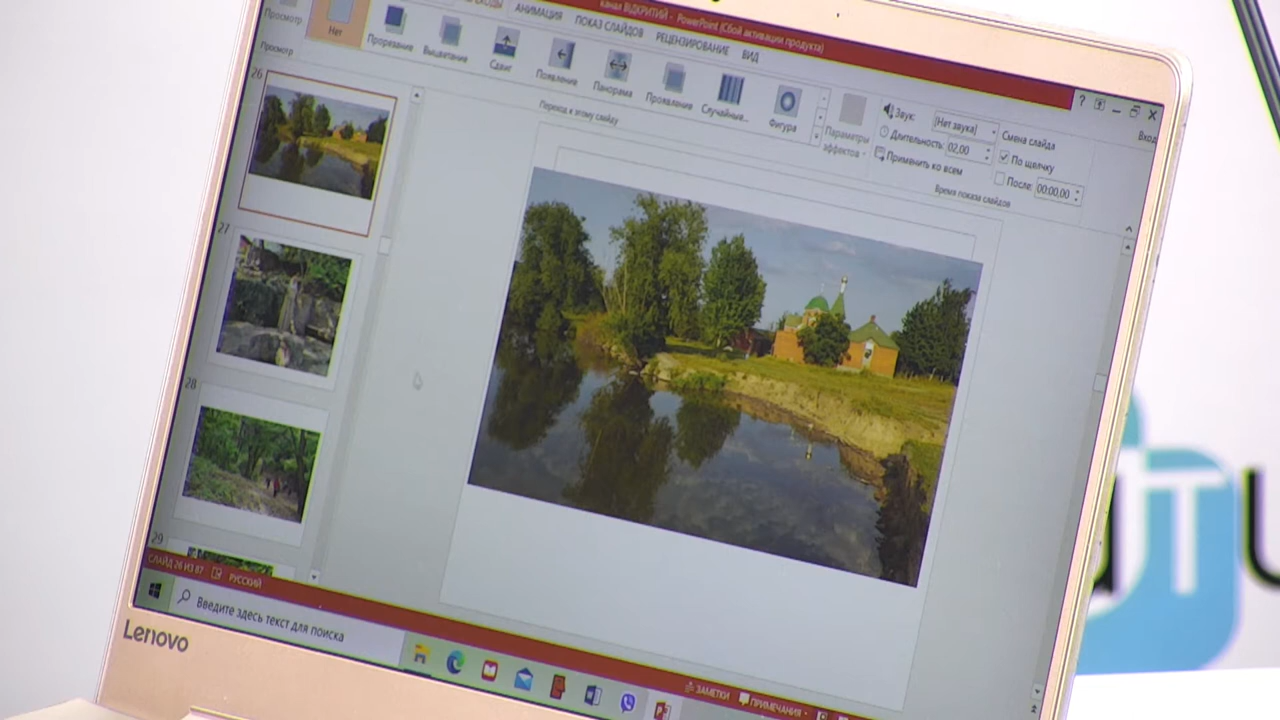 канал ВІДКРИТИЙ - PowerPoint (Сбой активации продукта)
АНИМАЦИЯ ПОКАЗ СЛАЙДОВ РЕЦЕНЗИРОВАНИЕ ВИД
Вход
Просмотр
Нет
Прорезание
Выцветание
Сдвиг
Появление
Панорама
Проявление
Случайные...
Фигура
Параметры
эффектов
Звук: [Нет звука]
Длительность: 02,00
Применить ко всем
Смена слайда
По щелчку
После: 00:00,00
Просмотр
Переход к этому слайду
Время показа слайдов
26
27
28
29
СЛАЙД 26 ИЗ 87 РУССКИЙ
ЗАМЕТКИ ПРИМЕЧАНИЯ
Введите здесь текст для поиска
Lenovo